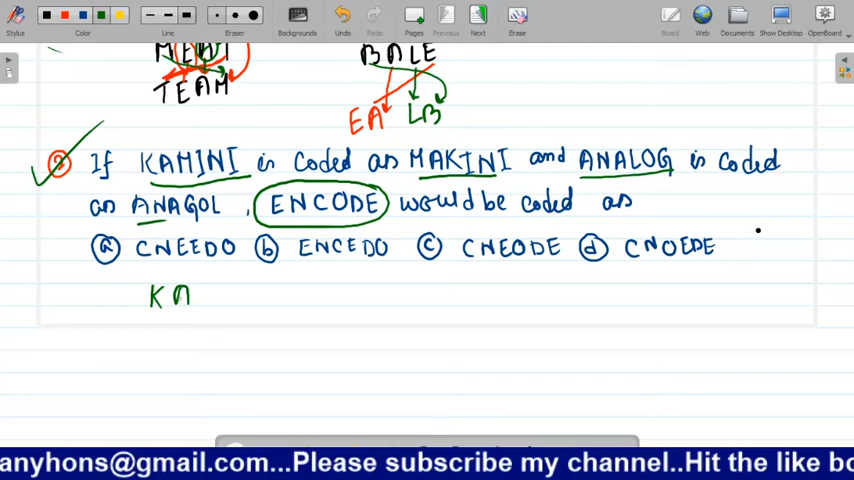 Stylus
Color
Eraser
Backgrounds
Undo
Redo
Pages
Previous
Next
Erase
Board
Web
Documents
Show Desktop
OpenBoard
MEAT BALE
TEAM EA LB
② If KAMINI is coded as MAKINI and ANALOG is coded
as ANAGOL , ENCODE would be coded as
ⓐ CNEEDO ⓑ ENCEDO ⓒ CNEODE ⓓ CNOEDE
KA
anyhons@gmail.com...Please subscribe my channel..Hit the like bo